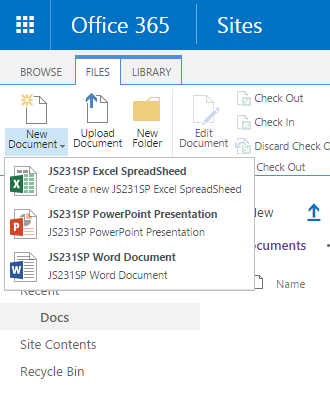 Office 365 Sites
BROWSE FILES LIBRARY
New Document
Upload Document
New Folder
Edit Document
Check Out
Check In
Discard Check O
JS231SP Excel SpreadSheed
Create a new JS231SP Excel SpreadSheed
JS231SP PowerPoint Presentation
JS231SP PowerPoint Presentation
JS231SP Word Document
JS231SP Word Document
Check Out
ew
ocuments
Name
Recent
Docs
Site Contents
Recycle Bin